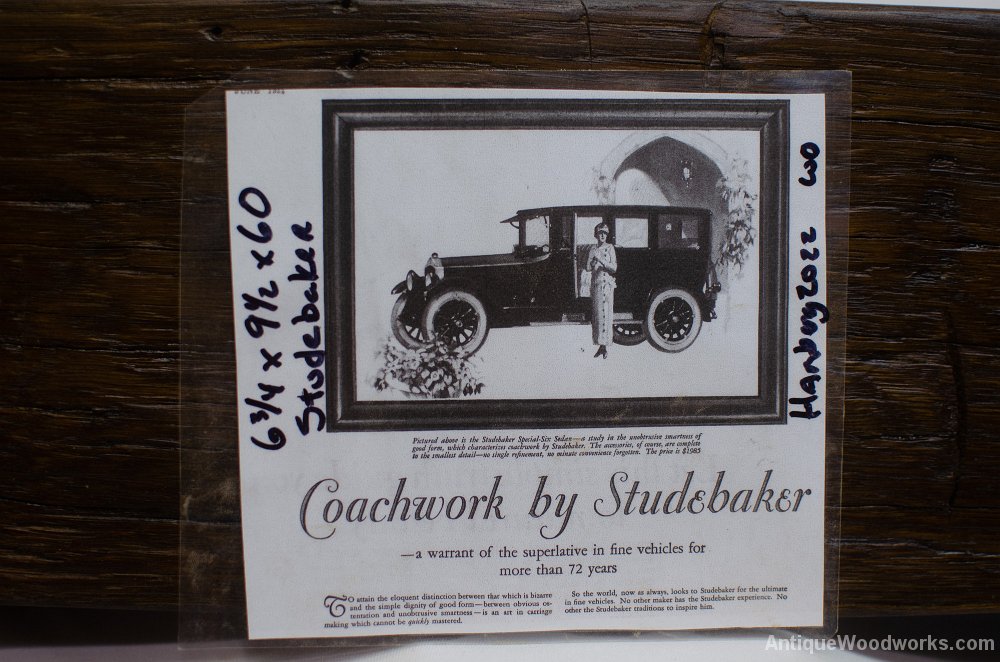 JUNE
6 3/4 x 9 1/2 x 60
Studebaker
Pictured above is the Studebaker Special-Six Sedan—a study in the unobtrusive smartness of
good form, which characterizes coachwork by Studebaker. The accessories, of course, are complete
to the smallest detail—no single refinement, no minute convenience forgotten. The price is $1985
Coachwork by Studebaker
—a warrant of the superlative in fine vehicles for
more than 72 years
TO attain the eloquent distinction between that which is bizarre
and the simple dignity of good form—between obvious os-
tentation and unobtrusive smartness—is an art in carriage
making which cannot be quickly mastered.
So the world, now as always, looks to Studebaker for the ultimate
in fine vehicles. No other maker has the Studebaker experience. No
other the Studebaker traditions to inspire him.
2022 WO
AntiqueWoodworks.com